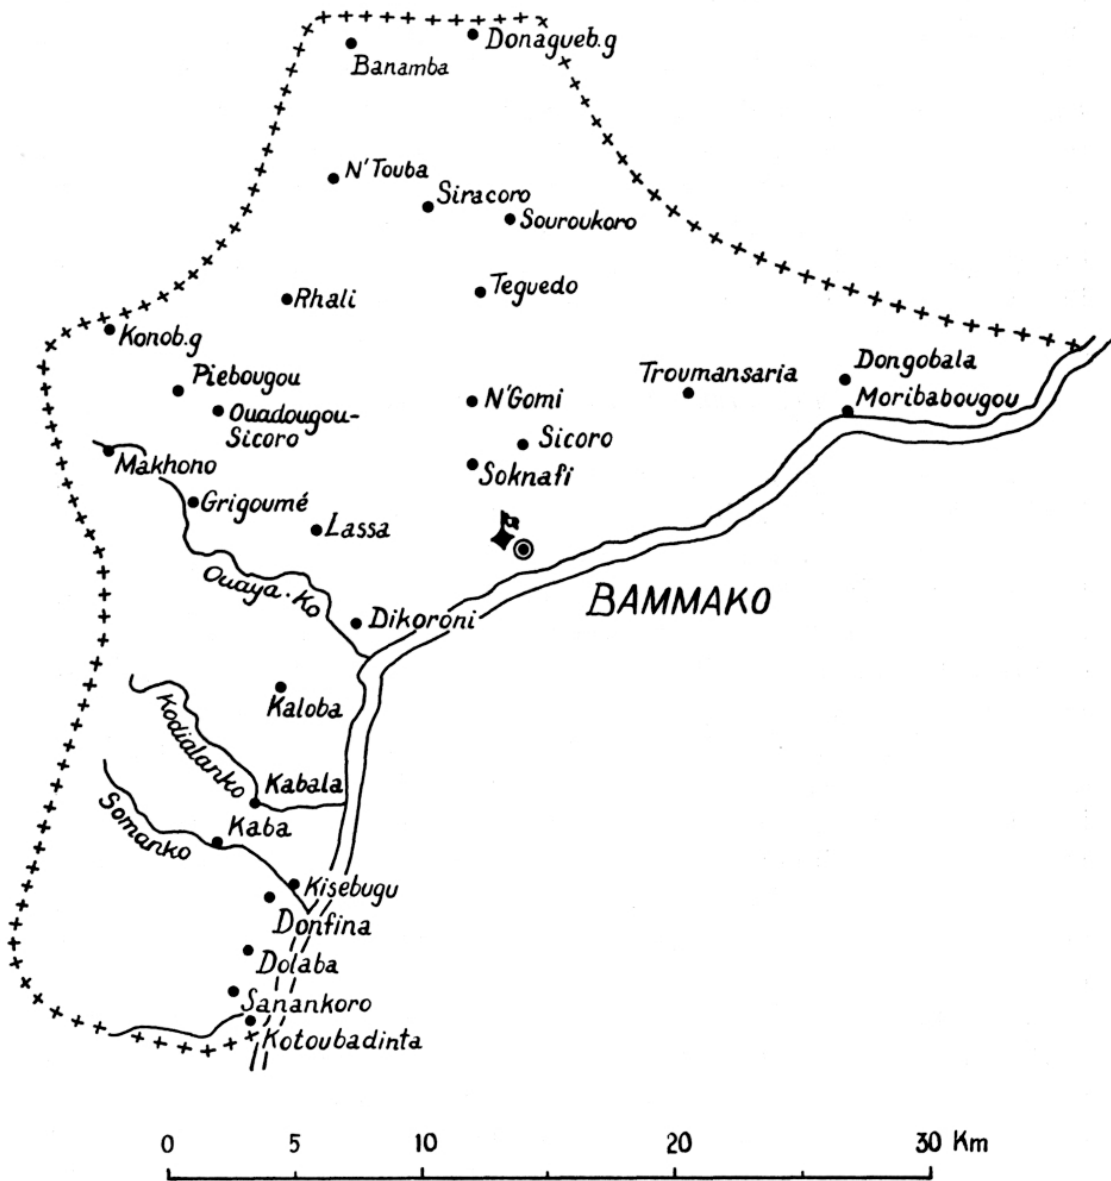 Donagueb.g
Banamba
N'Touba
Siracoro
Souroukoro
Teguedo
Rhali
Konob.g
Dongobala
Piebougou
Troumansaria
Moribabougou
N'Gomi
Ouadougou-
Sicoro
Sicoro
Makhono
Soknafi
Grigoumé
Lassa
Ouaya-Ko
BAMMAKO
Dikoroni
Kaloba
Kodialanko
Kabala
Somanko
Kaba
Kisebugu
Donfina
Dolaba
Sanankoro
Kotoubadinta
0 5 10 20 30 Km